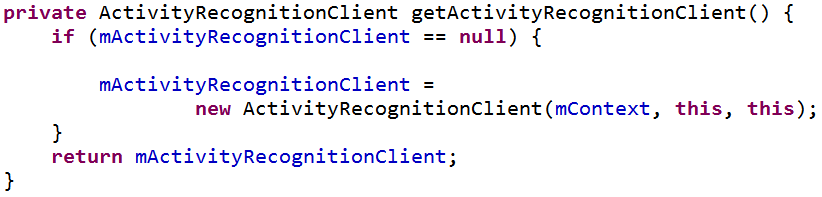 private ActivityRecognitionClient getActivityRecognitionClient() {
    if (mActivityRecognitionClient == null) {

        mActivityRecognitionClient =
                new ActivityRecognitionClient(mContext, this, this);
    }
    return mActivityRecognitionClient;
}